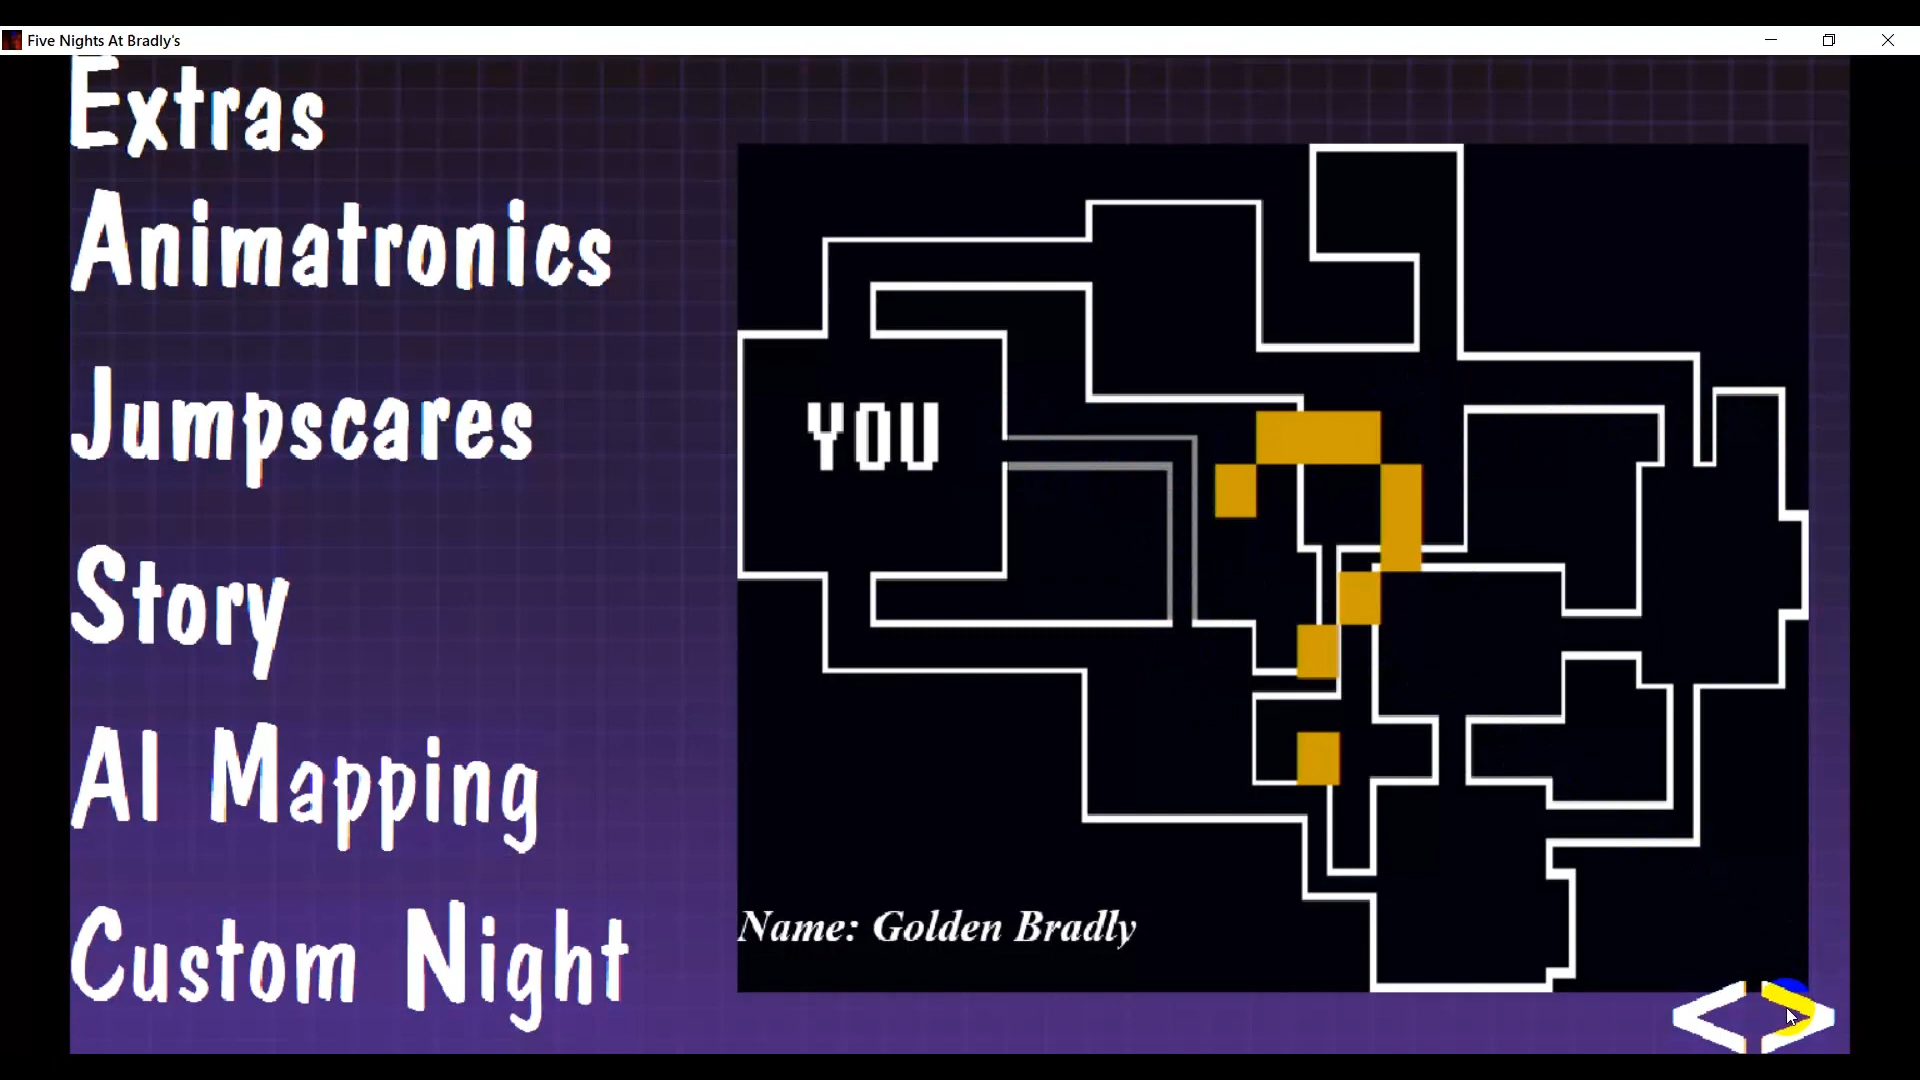 Five Nights At Bradly's
Extras
Animatronics
Jumpscares
Story
AI Mapping
Custom Night
YOU
?
Name: Golden Bradly
< >